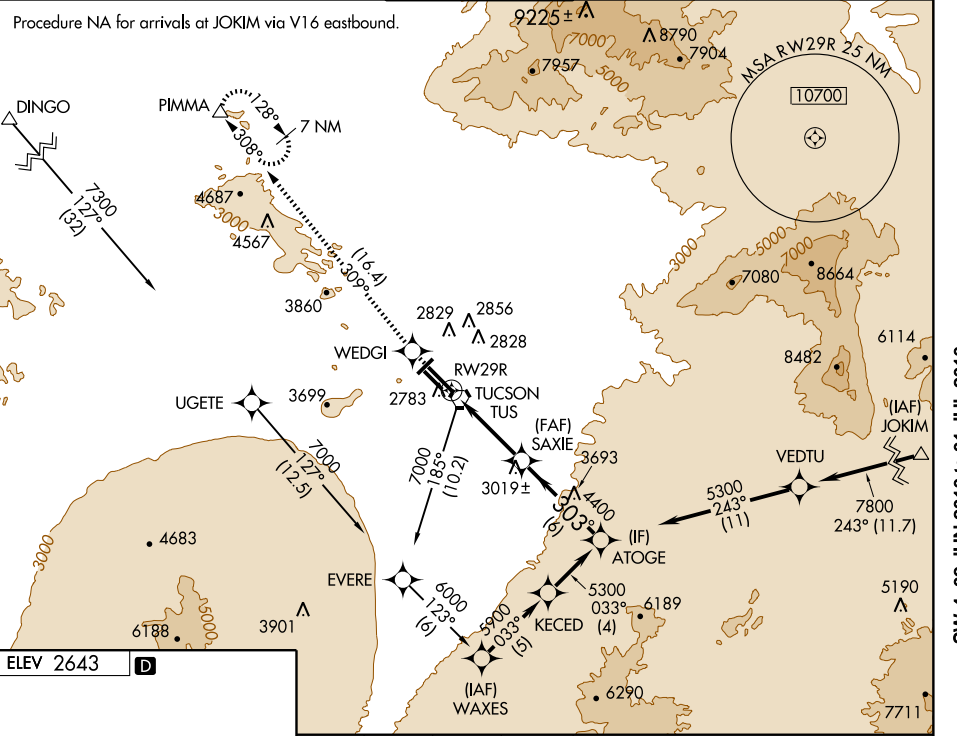 Procedure NA for arrivals at JOKIM via V16 eastbound.
9225±
8790
7000
7904
7957
5000
MSA RW29R 25 NM
10700
DINGO
PIMMA
128°
308°
7 NM
7300
127°
(32)
4687
3000
4567
(16.4)
309°
3860
3000
5000
7000
7080
8664
2829
2856
2828
6114
8482
WEDGI
RW29R
TUCSON
TUS
2783
UGETE
3699
(FAF)
SAXIE
(IAF)
JOKIM
7000
127°
(12.5)
7000
185°
(10.2)
3019±
3693
VEDTU
4400
303°
(6)
5300
243°
(11)
7800
243° (11.7)
(IF)
ATOGE
3000
4683
EVERE
6000
123°
(6)
5300
033°
(4)
KECED
6189
5190
5900
033°
(5)
5000
6188
3901
ELEV 2643
D
(IAF)
WAXES
6290
7711